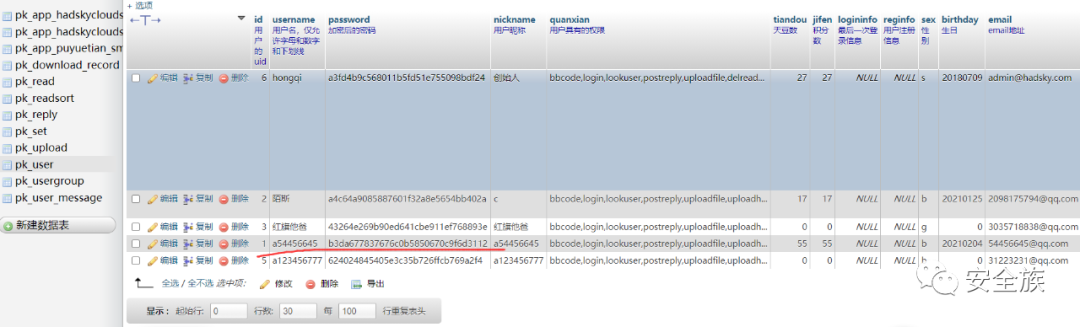 pk_app_hadskyclouds
pk_app_hadskyclouds
pk_app_puyuetian_sm
pk_download_record
pk_read
pk_readsort
pk_reply
pk_set
pk_upload
pk_user
pk_usergroup
pk_user_message
新建数据表
+ 选项
←T→ id username password nickname quanxian tiandou jifen logininfo reginfo sex birthday email
用户的uid 用户名，仅允许字母和数字和下划线 加密后的密码 用户昵称 用户具有的权限 天豆数 积分数 最后一次登录信息 用户注册信息 性别 生日 email地址
编辑 复制 删除 6 hongqi a3fd4b9c568011b5fd51e755098bdf24 创始人 bbcode,login,lookuser,postreply,uploadfile,delread... 27 27 NULL NULL s 20180709 admin@hadsky.com
编辑 复制 删除 2 陌斯 a4c64a9085887601f32a8e5654bb402a c bbcode,login,lookuser,postreply,uploadfile,uploadh... 17 17 NULL NULL b 20210125 2098175794@qq.com
编辑 复制 删除 3 红旗他爸 43264e269b90ed641cbe911ef768893e 红旗他爸 bbcode,login,lookuser,postreply,uploadfile,uploadh... 0 0 NULL NULL g 0 3035718838@qq.com
编辑 复制 删除 1 a54456645 b3da677837676c0b5850670c9f6d3112 a54456645 bbcode,login,lookuser,postreply,uploadfile,uploadh... 55 55 NULL NULL b 20210204 54456645@qq.com
编辑 复制 删除 5 a123456777 624024845405e3c35b726ffcb769a2f4 a123456777 bbcode,login,lookuser,postreply,uploadfile,uploadh... 0 0 NULL NULL b 0 31223231@qq.com
全选 / 全不选 选中项： 修改 删除 导出
显示： 起始行: 0 行数: 30 每 100 行重复表头
安全族